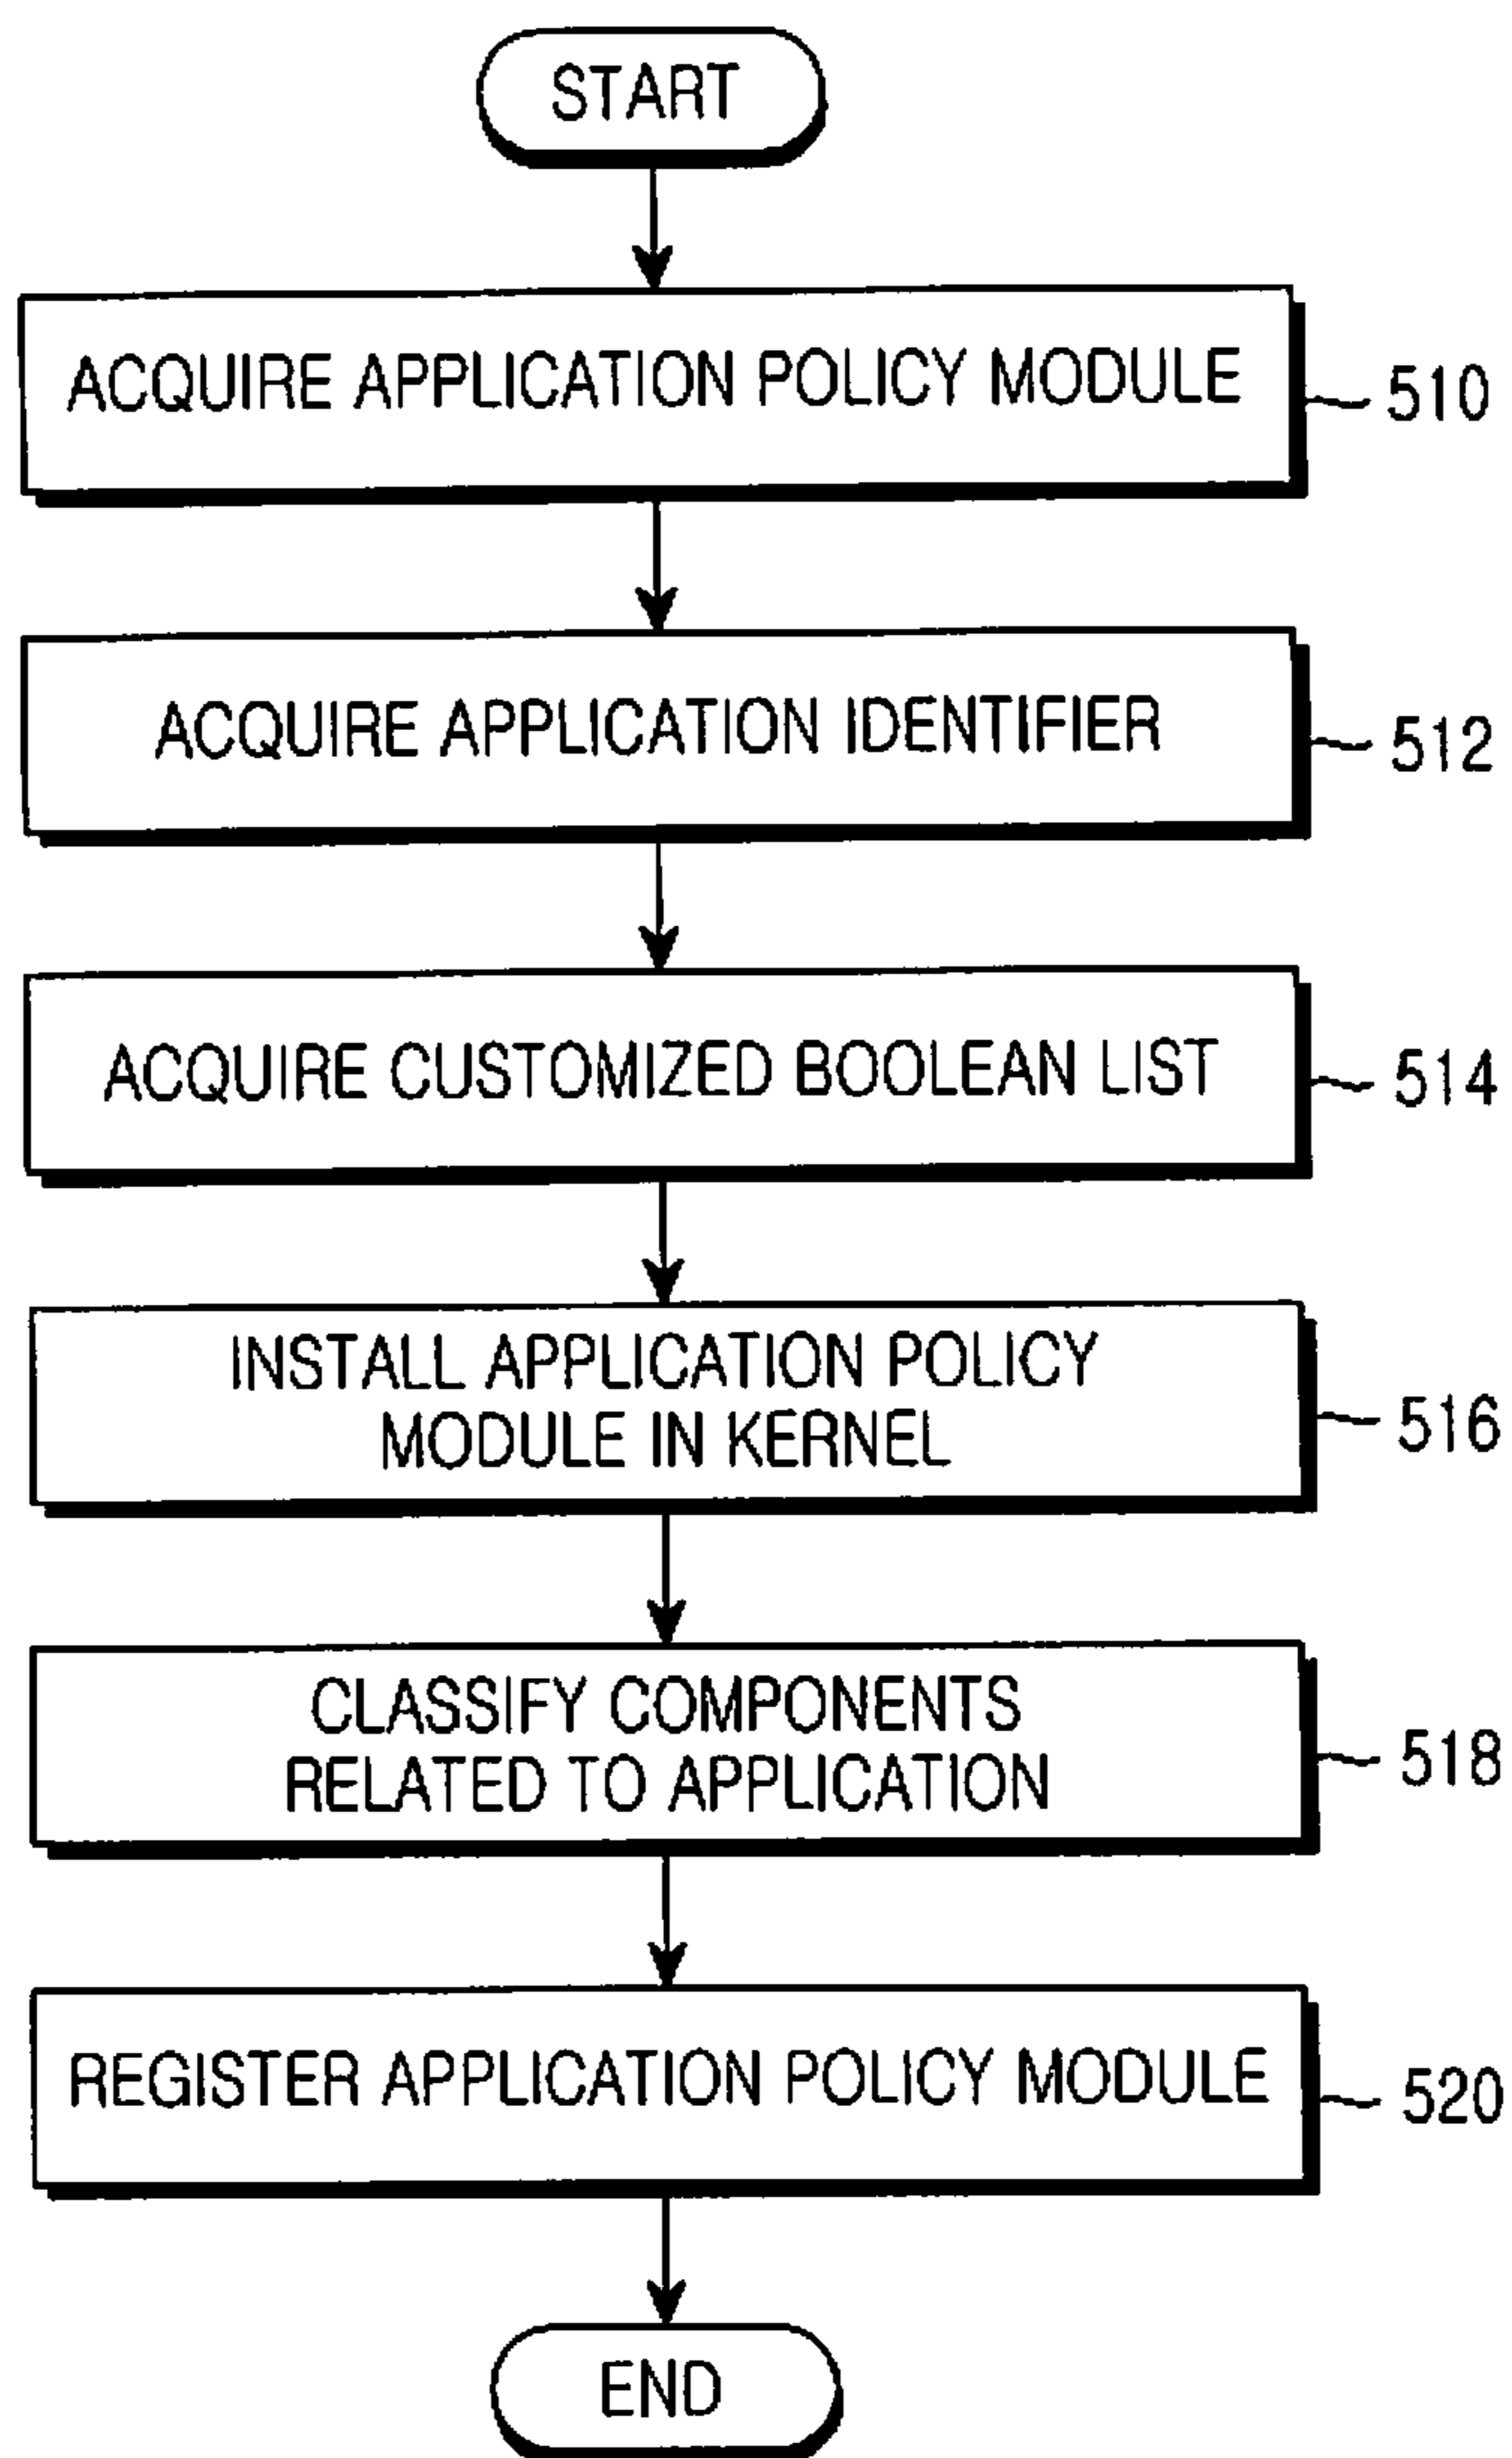 START
ACQUIRE APPLICATION POLICY MODULE
510
ACQUIRE APPLICATION IDENTIFIER
512
ACQUIRE CUSTOMIZED BOOLEAN LIST
514
INSTALL APPLICATION POLICY
MODULE IN KERNEL
516
CLASSIFY COMPONENTS
RELATED TO APPLICATION
518
REGISTER APPLICATION POLICY MODULE
520
END